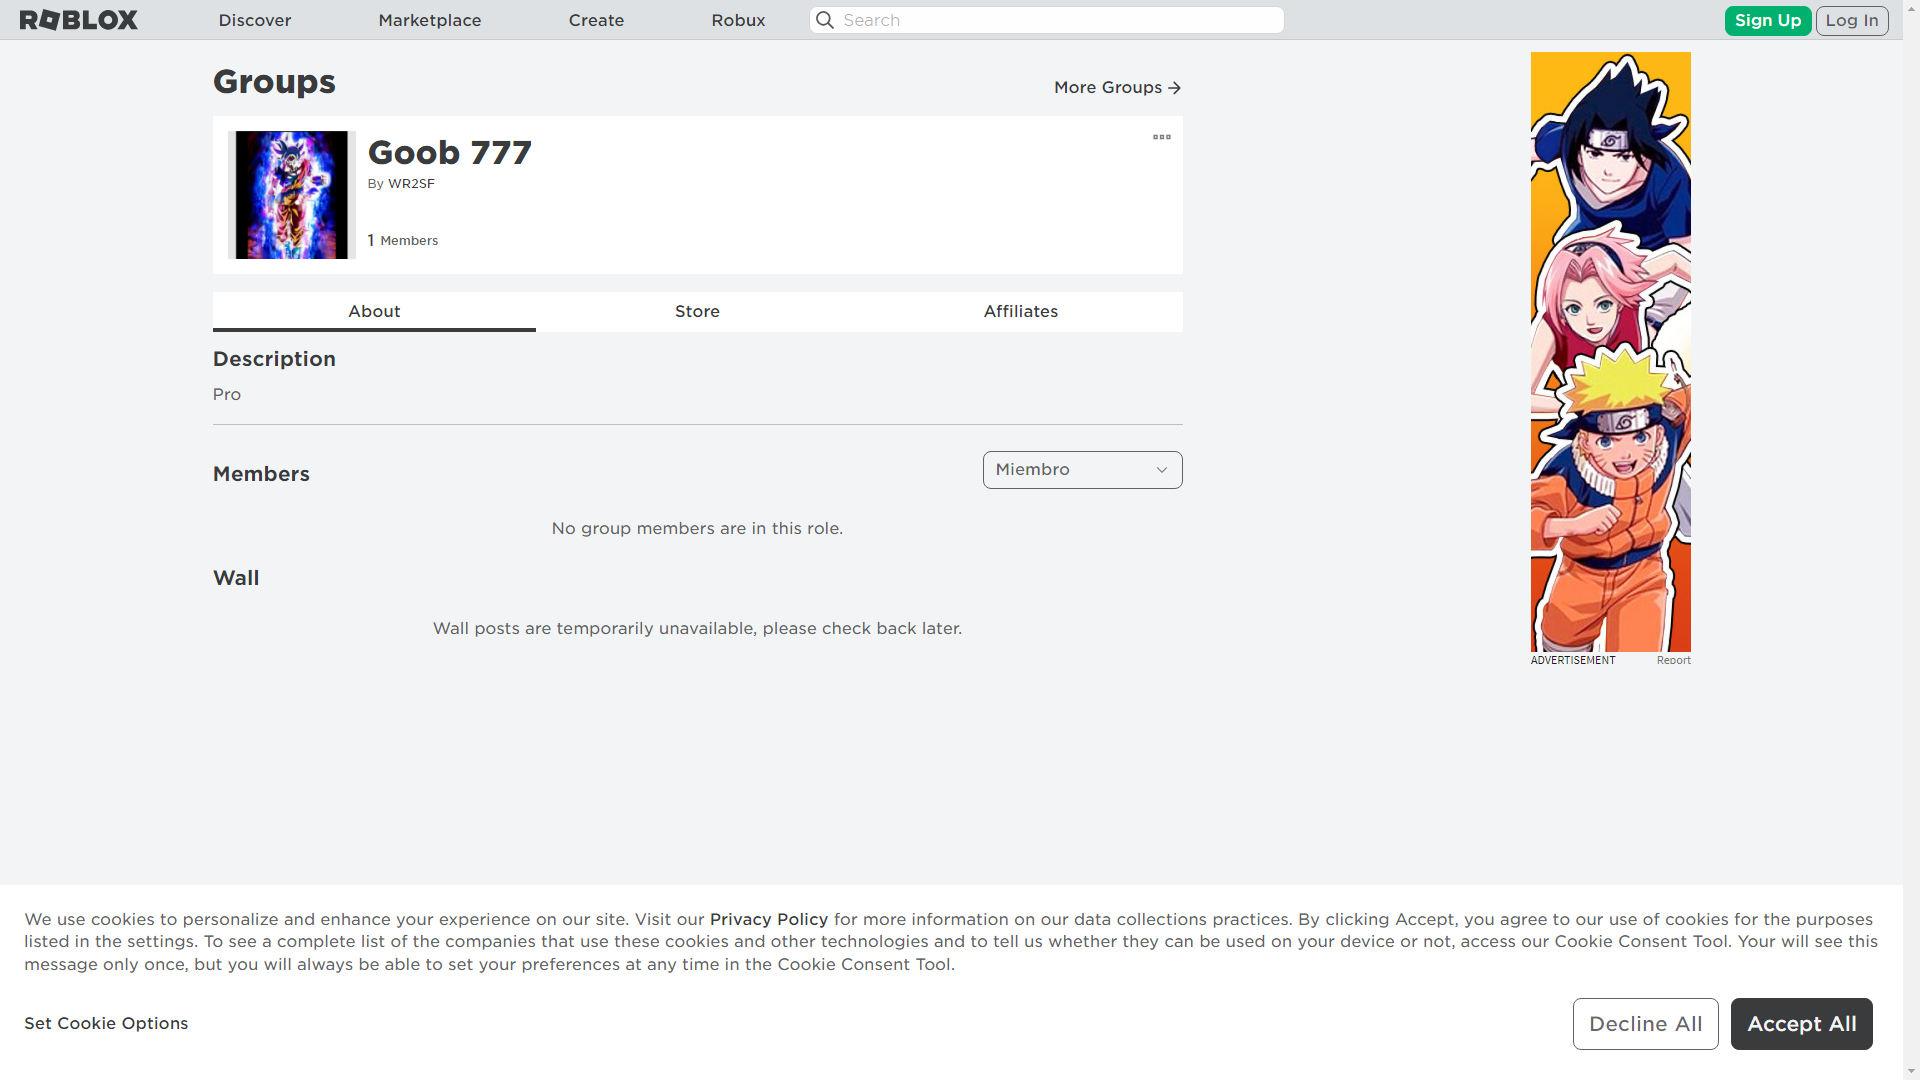 ROBLOX
Discover
Marketplace
Create
Robux
Search
Sign Up
Log In
Groups
More Groups
Goob 777
By WR2SF
1 Members
About
Store
Affiliates
Description
Pro
Members
Miembro
No group members are in this role.
Wall
Wall posts are temporarily unavailable, please check back later.
ADVERTISEMENT
Report
We use cookies to personalize and enhance your experience on our site. Visit our Privacy Policy for more information on our data collections practices. By clicking Accept, you agree to our use of cookies for the purposes
listed in the settings. To see a complete list of the companies that use these cookies and other technologies and to tell us whether they can be used on your device or not, access our Cookie Consent Tool. Your will see this
message only once, but you will always be able to set your preferences at any time in the Cookie Consent Tool.
Set Cookie Options
Decline All
Accept All